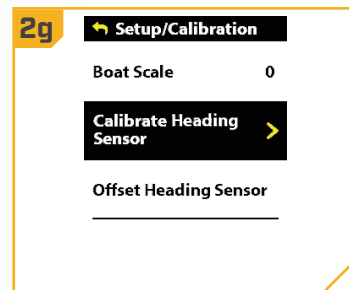 2g
Setup/Calibration
Boat Scale 0
Calibrate Heading
Sensor
Offset Heading Sensor